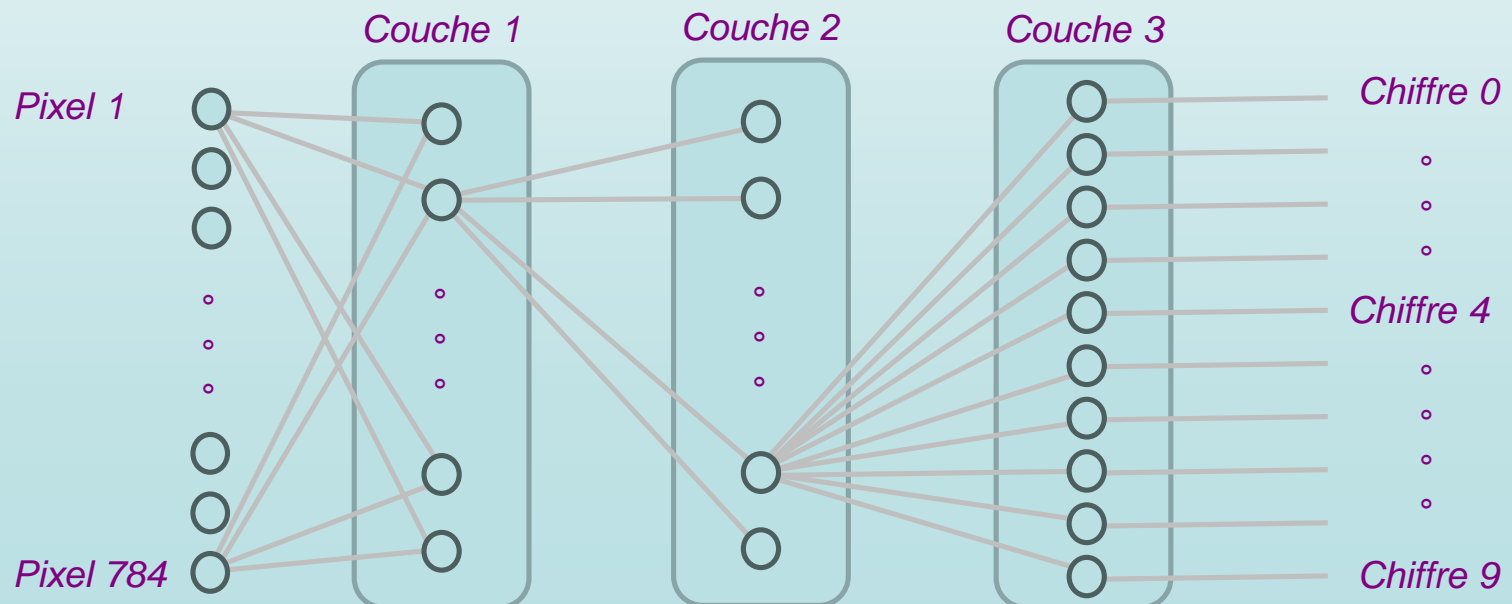 Couche 1
Couche 2
Couche 3
Pixel 1
Chiffre 0
Chiffre 4
Pixel 784
Chiffre 9